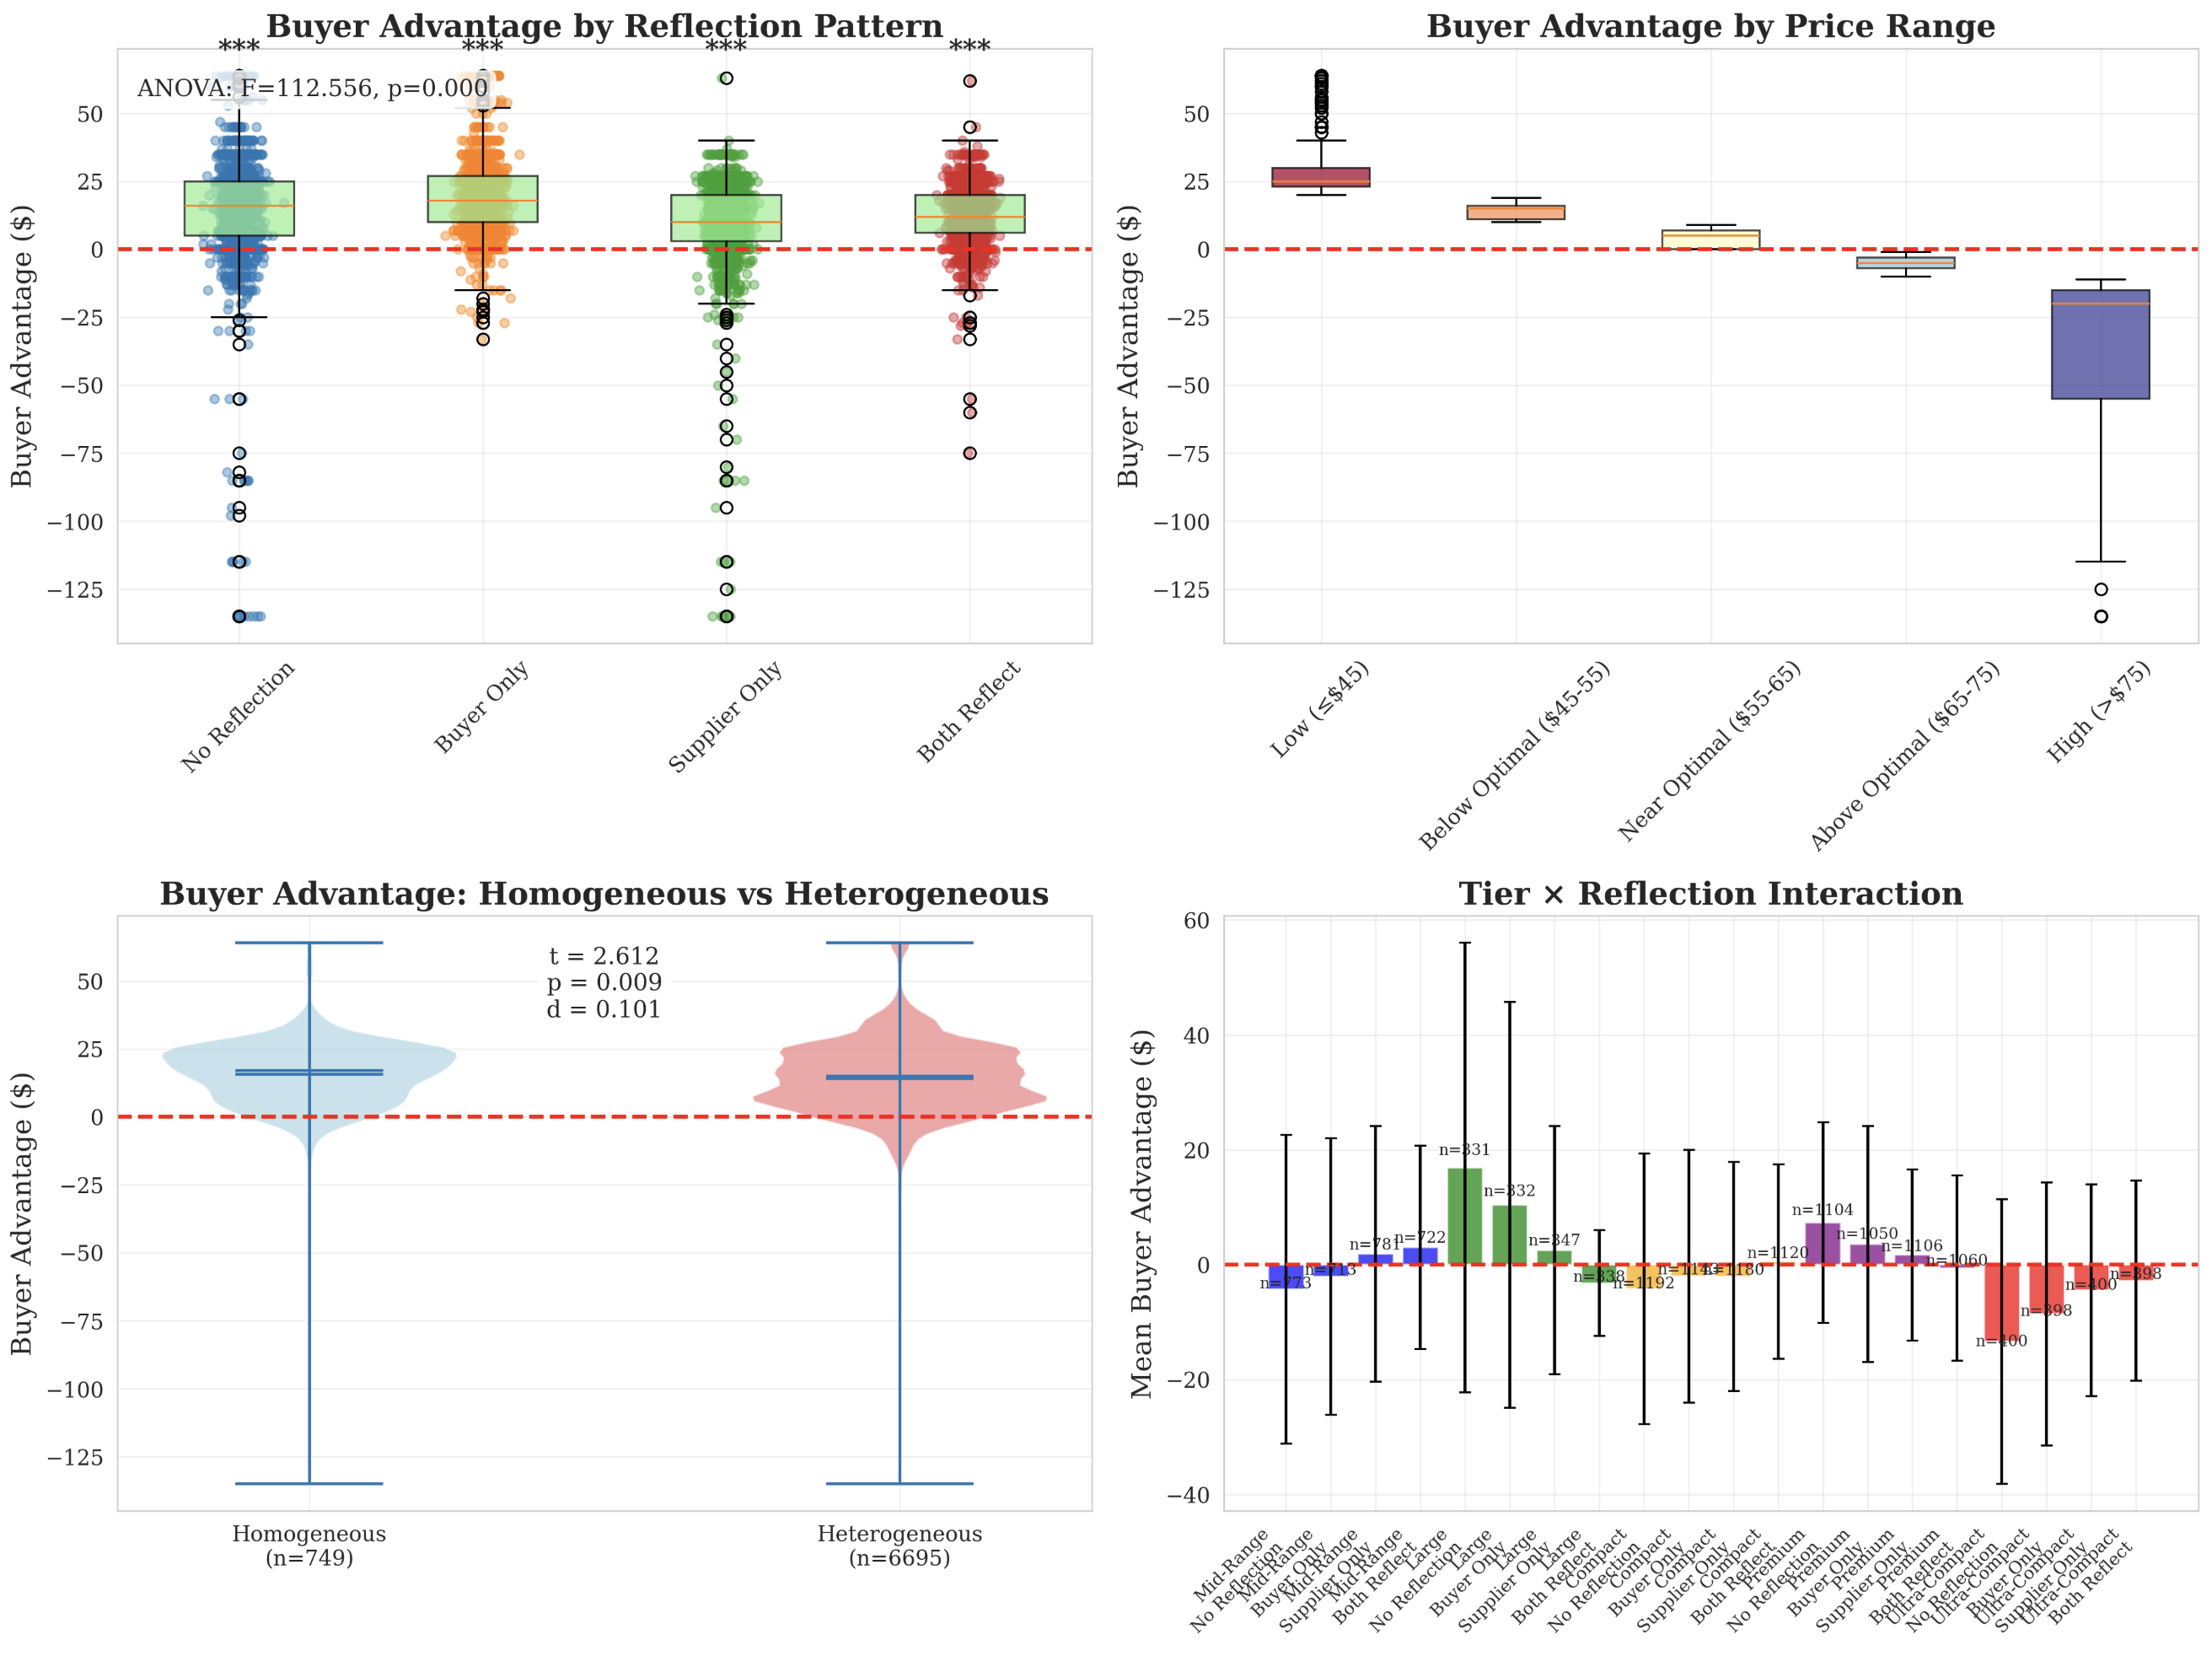 Buyer Advantage by Reflection Pattern
***
***
***
***
ANOVA: F=112.556, p=0.000
Buyer Advantage ($)
50
25
0
−25
−50
−75
−100
−125
No Reflection
Buyer Only
Supplier Only
Both Reflect
Buyer Advantage by Price Range
Buyer Advantage ($)
50
25
0
−25
−50
−75
−100
−125
Low (≤$45)
Below Optimal ($45-55)
Near Optimal ($55-65)
Above Optimal ($65-75)
High (>$75)
Buyer Advantage: Homogeneous vs Heterogeneous
t = 2.612
p = 0.009
d = 0.101
Buyer Advantage ($)
50
25
0
−25
−50
−75
−100
−125
Homogeneous
(n=749)
Heterogeneous
(n=6695)
Tier × Reflection Interaction
Mean Buyer Advantage ($)
60
40
20
0
−20
−40
n=773
n=713
n=781
n=722
n=331
n=332
n=347
n=338
n=1192
n=1143
n=1180
n=1120
n=1104
n=1050
n=1106
n=1060
n=400
n=398
n=400
n=398
Mid-Range
No Reflection
Mid-Range
Buyer Only
Mid-Range
Supplier Only
Mid-Range
Both Reflect
Large
No Reflection
Large
Buyer Only
Large
Supplier Only
Large
Both Reflect
Compact
No Reflection
Compact
Buyer Only
Compact
Supplier Only
Compact
Both Reflect
Premium
No Reflection
Premium
Buyer Only
Premium
Supplier Only
Premium
Both Reflect
Ultra-Compact
No Reflection
Ultra-Compact
Buyer Only
Ultra-Compact
Supplier Only
Ultra-Compact
Both Reflect